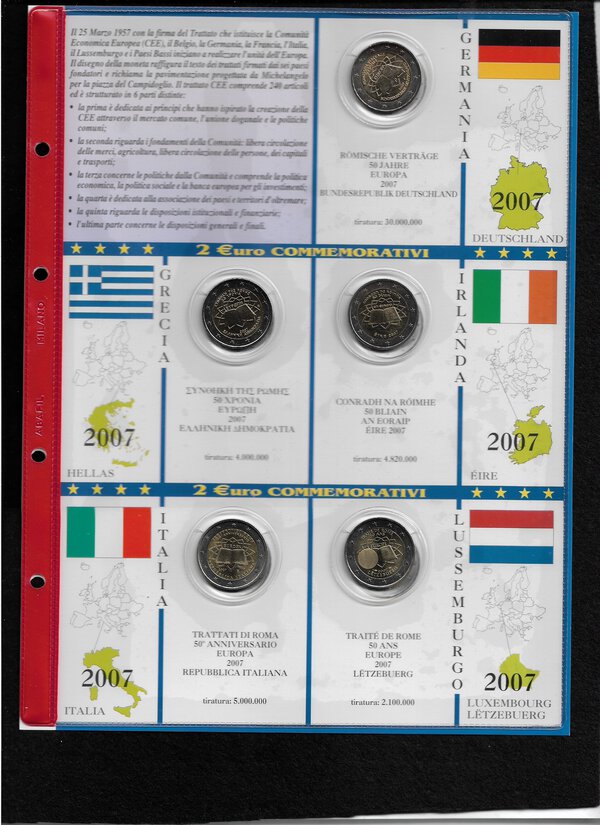 Il 25 Marzo 1957 con la firma del Trattato che istituisce la Comunità
Economica Europea (CEE), il Belgio, la Germania, la Francia, l'Italia,
il Lussemburgo e i Paesi Bassi iniziano a realizzare l'unità dell'Europa.
Il disegno della moneta raffigura il testo dei trattati firmati dai sei paesi
fondatori e richiama la pavimentazione progettata da Michelangelo
per la piazza del Campidoglio. Il trattato CEE comprende 240 articoli
ed è strutturato in 6 parti distinte:
• la prima è dedicata ai principi che hanno ispirato la creazione della
CEE attraverso il mercato comune, l'unione doganale e le politiche
comuni;
• la seconda riguarda i fondamenti della Comunità: libera circolazione
delle merci, agricoltura, libera circolazione delle persone, dei capitali
e trasporti;
• la terza concerne le politiche dalla Comunità e comprende la politica
economica, la politica sociale e la banca europea per gli investimenti;
• la quarta è dedicata alla associazione dei paesi e territori d'oltremare;
• la quinta riguarda le disposizioni istituzionali e finanziarie;
• l'ultima parte concerne le disposizioni generali e finali.
RÖMISCHE VERTRÄGE
50 JAHRE
EUROPA
2007
BUNDESREPUBLIK DEUTSCHLAND
tiratura: 30.000.000
GERMANIA
2007
DEUTSCHLAND
2 €uro COMMEMORATIVI
HELLAS
2007
GRECIA
ΣΥΝΘΗΚΗ ΤΗΣ ΡΩΜΗΣ
50 ΧΡΟΝΙΑ
ΕΥΡΩΠΗ
2007
ΕΛΛΗΝΙΚΗ ΔΗΜΟΚΡΑΤΙΑ
tiratura: 4.000.000
CONRADH NA RÓIMHE
50 BLIAIN
AN EORAIP
ÉIRE 2007
tiratura: 4.820.000
IRLANDA
2007
ÉIRE
2 €uro COMMEMORATIVI
2007
ITALIA
ITALIA
TRATTATI DI ROMA
50° ANNIVERSARIO
EUROPA
2007
REPUBBLICA ITALIANA
tiratura: 5.000.000
TRAITÉ DE ROME
50 ANS
EUROPE
2007
LËTZEBUERG
tiratura: 2.100.000
LUSSEMBURGO
2007
LUXEMBOURG
LËTZEBUERG
ABAFIL
MILANO